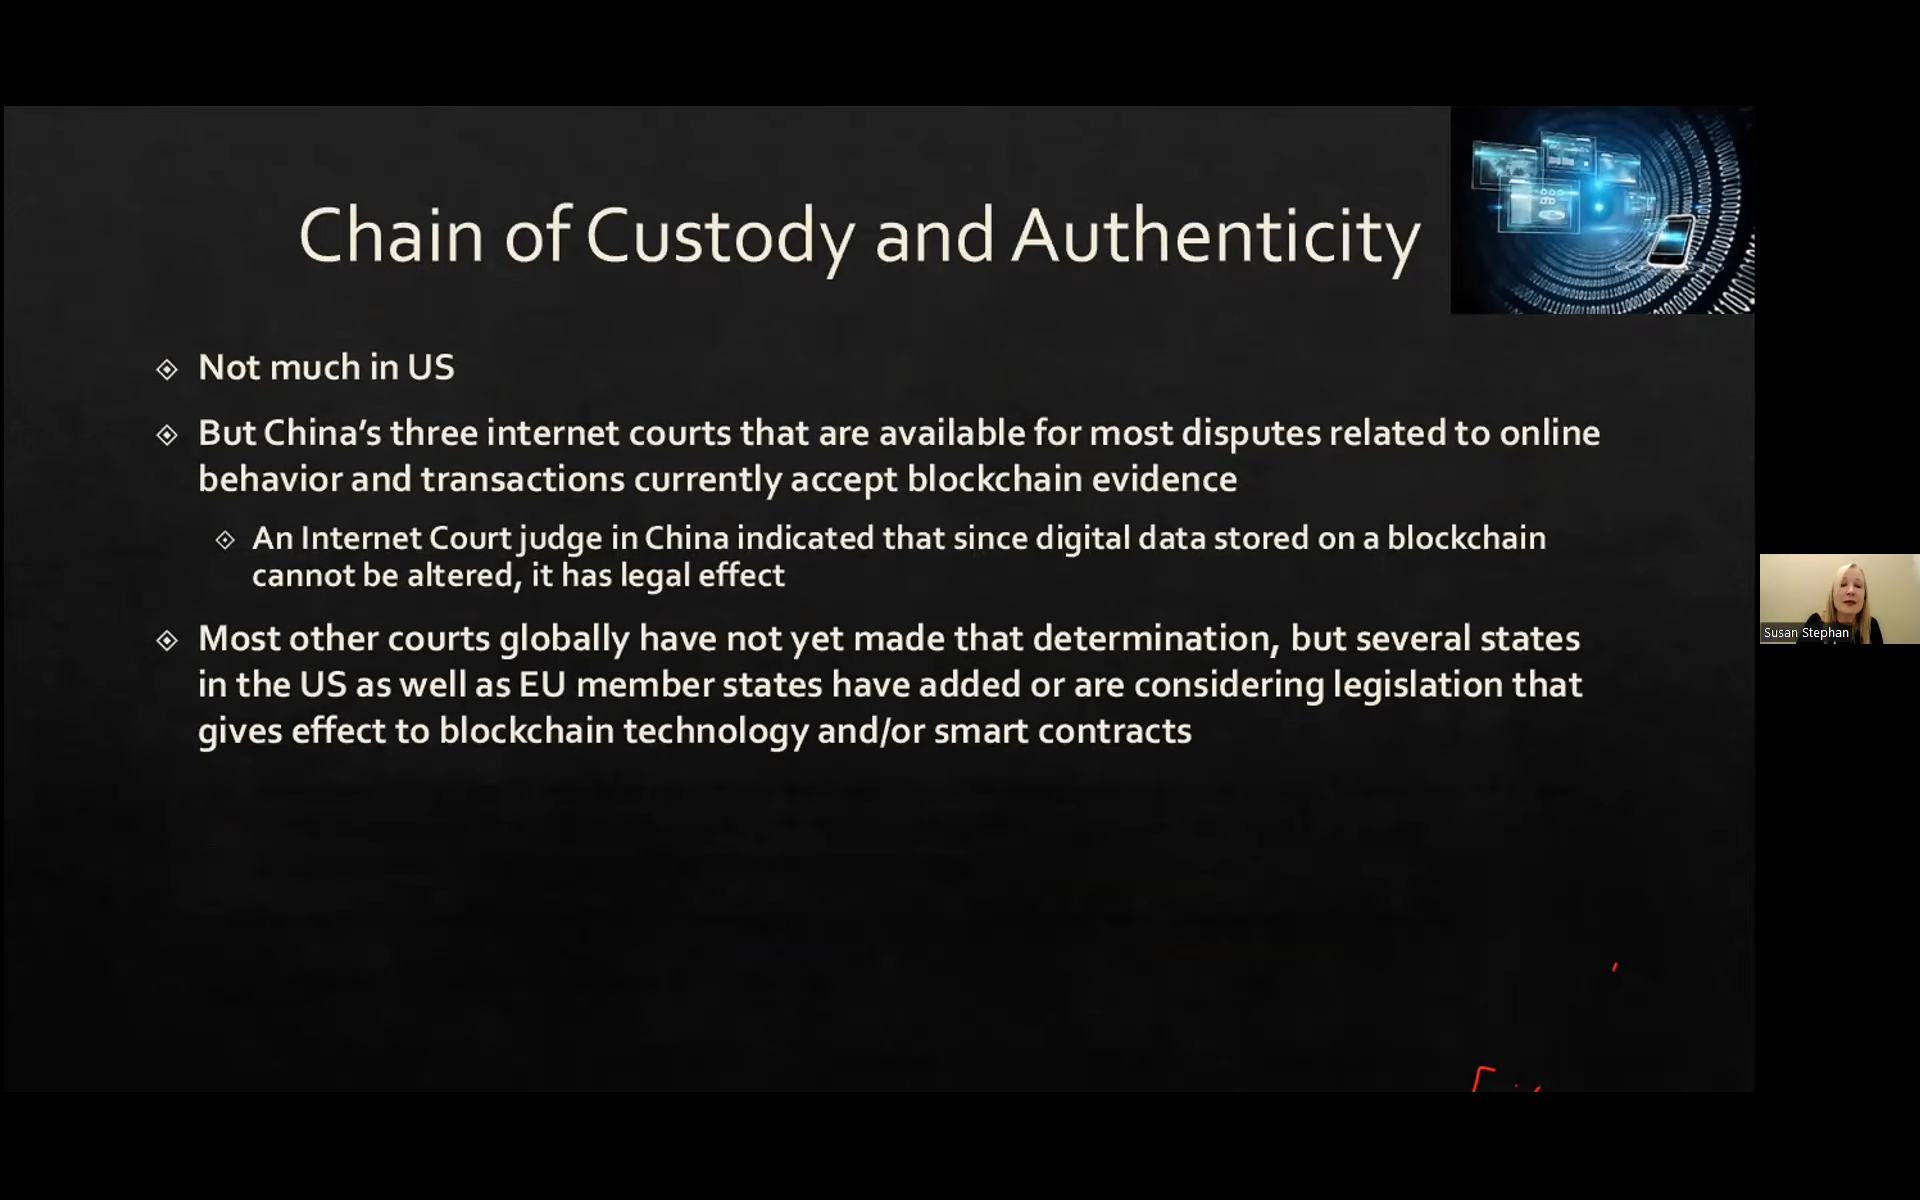 Chain of Custody and Authenticity
Not much in US
But China's three internet courts that are available for most disputes related to online
behavior and transactions currently accept blockchain evidence
An Internet Court judge in China indicated that since digital data stored on a blockchain
cannot be altered, it has legal effect
Most other courts globally have not yet made that determination, but several states
in the US as well as EU member states have added or are considering legislation that
gives effect to blockchain technology and/or smart contracts
Susan Stephan